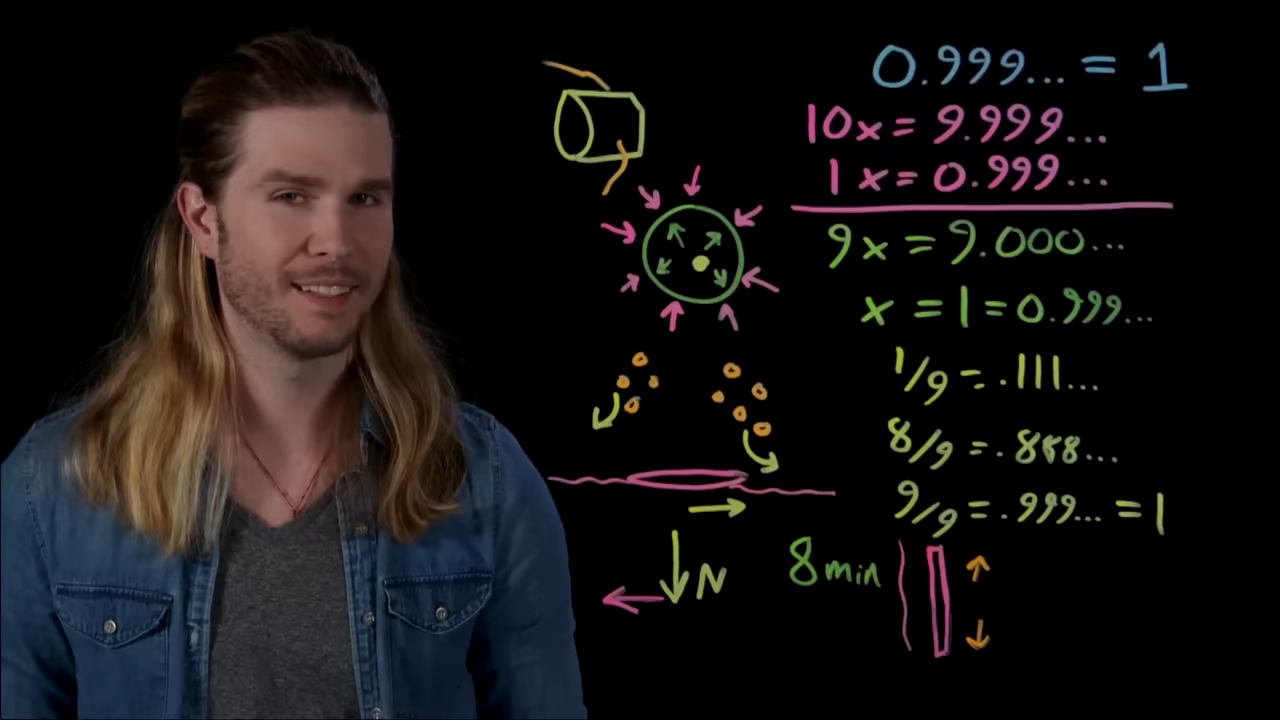 0.999... = 1
10x = 9.999...
1x = 0.999...
9x = 9.000...
x = 1 = 0.999...
1/9 = .111...
8/9 = .888...
9/9 = .999... = 1
8 min
N